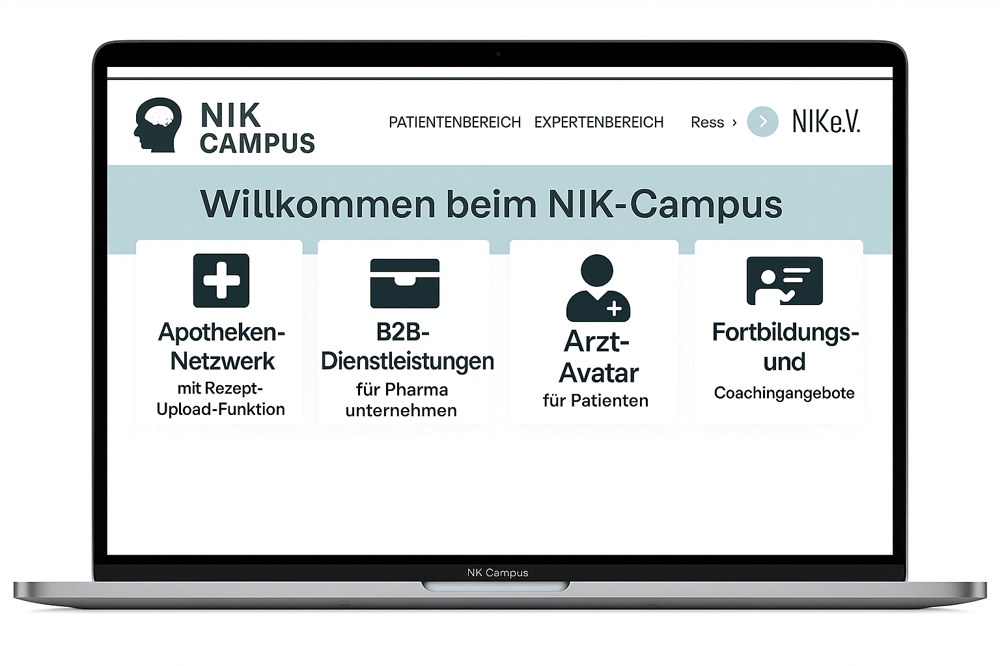 NIK
CAMPUS
PATIENTENBEREICH EXPERTENBEREICH Ress › NIKe.V.
Willkommen beim NIK-Campus
Apotheken-
Netzwerk
mit Rezept-
Upload-Funktion
B2B-
Dienstleistungen
für Pharma
unternehmen
Arzt-
Avatar
für Patienten
Fortbildungs-
und
Coachingangebote
NK Campus